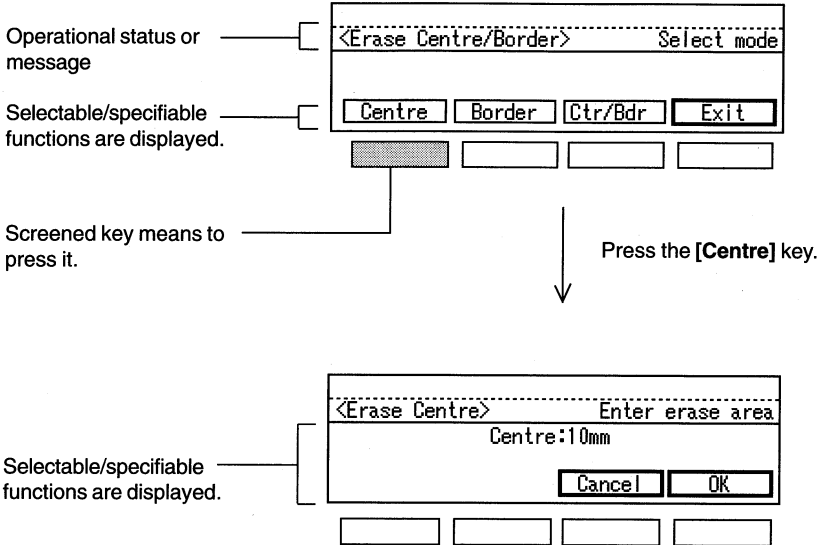 Operational status or
message
<Erase Centre/Border> Select mode
Selectable/specifiable
functions are displayed.
Centre Border Ctr/Bdr Exit
Screened key means to
press it.
Press the [Centre] key.
<Erase Centre> Enter erase area
Centre:10mm
Selectable/specifiable
functions are displayed.
Cancel OK